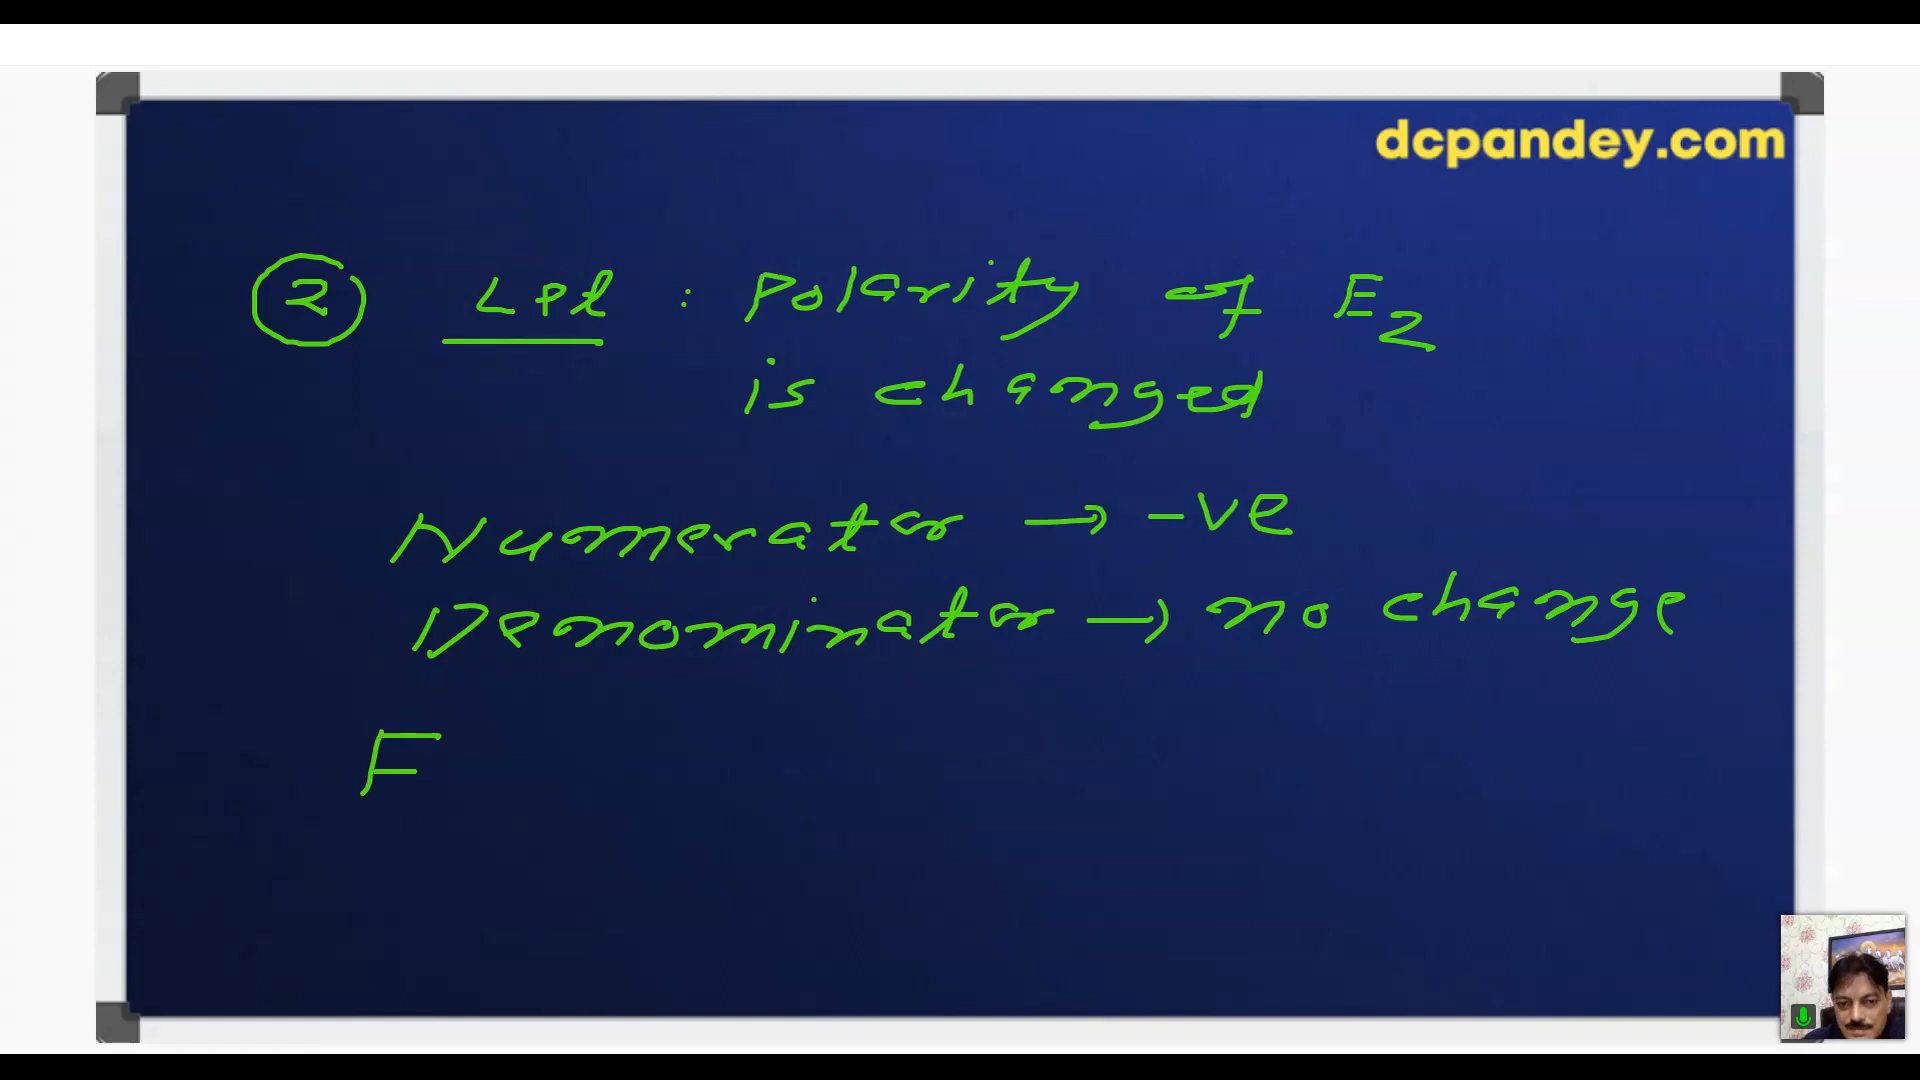 dcpandey.com
2 Lpl : Polarity of E2
is changed
Numerator → -ve
Denominator → no change
F